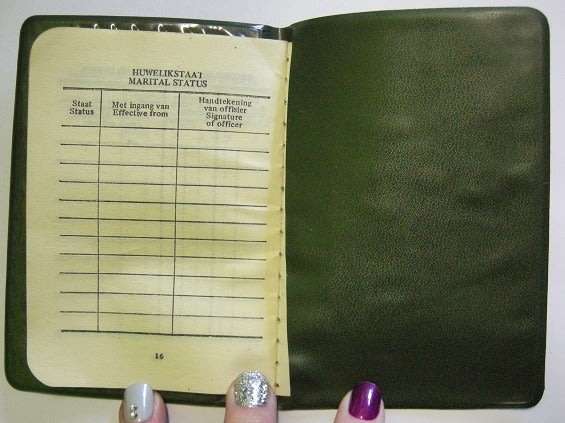 HUWELIKSTAAT
MARITAL STATUS
Staat
Status
Met ingang van
Effective from
Handtekening
van offisier
Signature
of officer
16